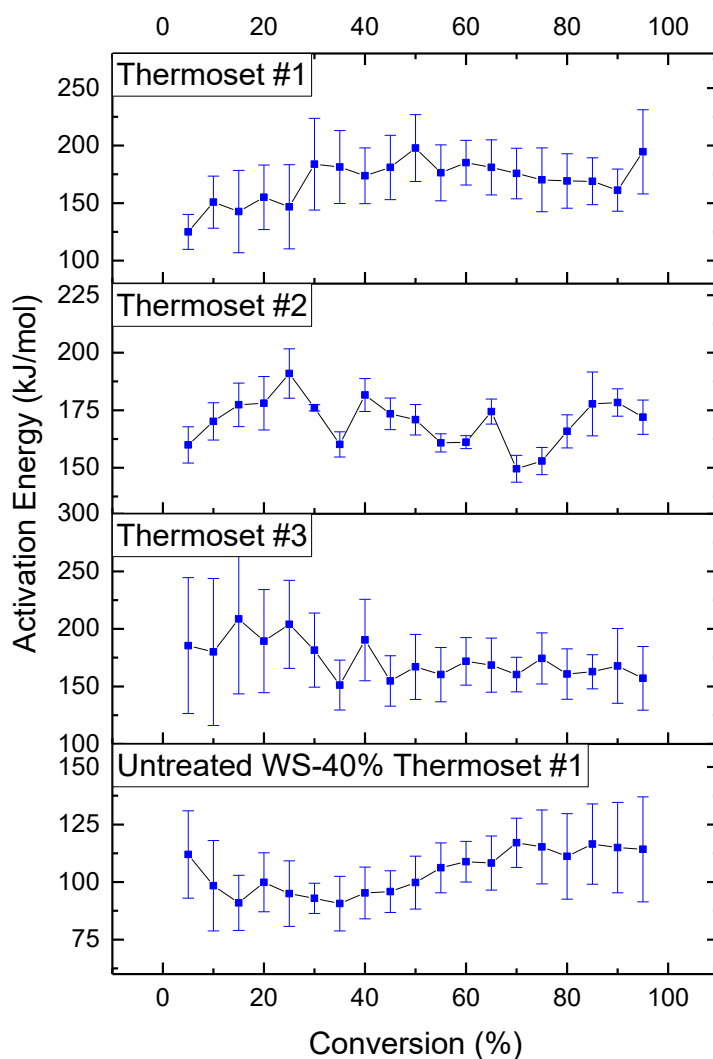 0 20 40 60 80 100
Thermoset #1
250
200
150
100
Thermoset #2
225
200
175
150
300
Thermoset #3
250
200
150
100
Untreated WS-40% Thermoset #1
150
125
100
75
0 20 40 60 80 100
Conversion (%)
Activation Energy (kJ/mol)